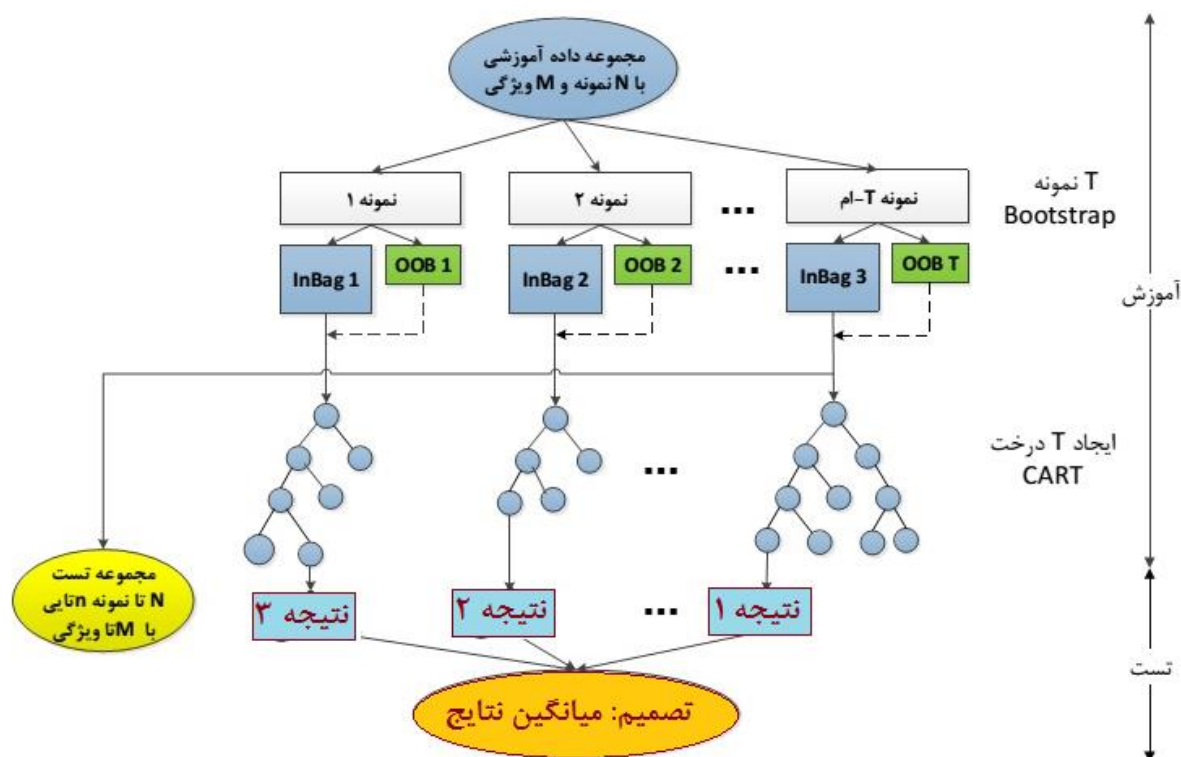 مجموعه داده آموزشی
با N نمونه و M ویژگی
نمونه ۱
نمونه ۲
...
نمونه T-ام
T نمونه
Bootstrap
InBag 1
OOB 1
InBag 2
OOB 2
...
InBag 3
OOB T
آموزش
...
ایجاد T درخت
CART
مجموعه تست
N تا نمونه nتایی
با Mتا ویژگی
نتیجه ۳
نتیجه ۲
...
نتیجه ۱
تست
تصمیم: میانگین نتایج